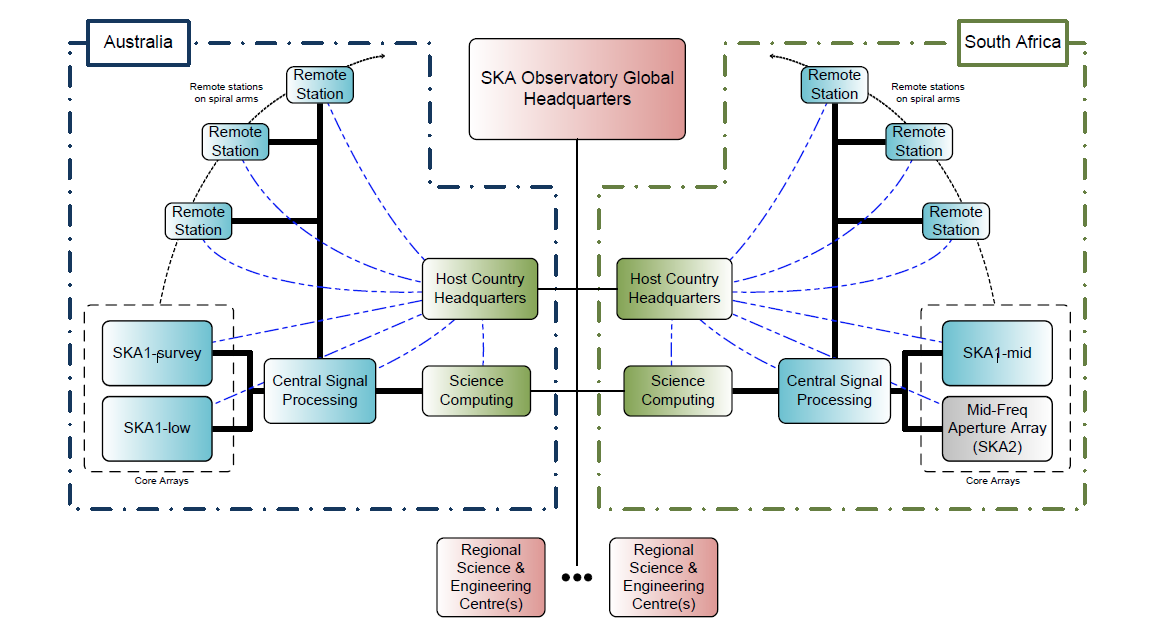 Australia
South Africa
SKA Observatory Global
Headquarters
Remote stations
on spiral arms
Remote
Station
Remote
Station
Remote
Station
Host Country
Headquarters
SKA1-survey
SKA1-low
Central Signal
Processing
Science
Computing
Core Arrays
Remote
Station
Remote stations
on spiral arms
Remote
Station
Remote
Station
Host Country
Headquarters
Science
Computing
Central Signal
Processing
SKA1-mid
Mid-Freq
Aperture Array
(SKA2)
Core Arrays
Regional
Science &
Engineering
Centre(s)
Regional
Science &
Engineering
Centre(s)